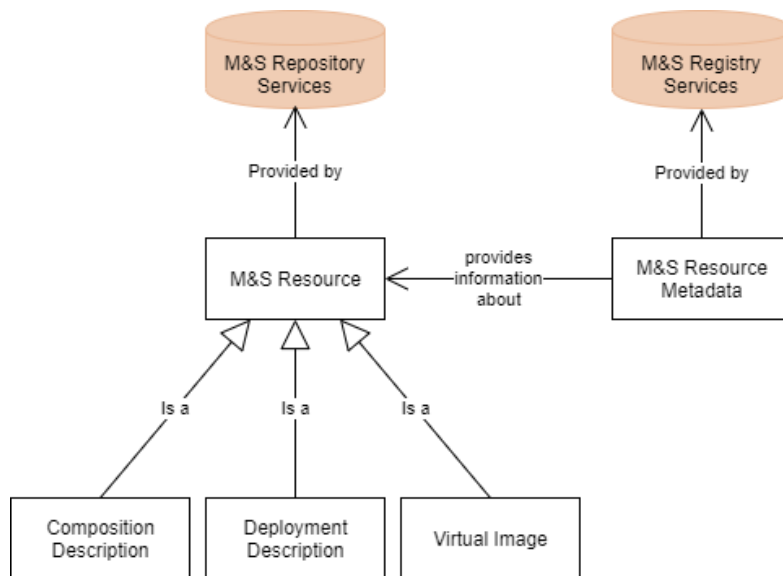 M&S Repository
Services
M&S Registry
Services
Provided by
Provided by
M&S Resource
provides
information
about
M&S Resource
Metadata
Is a
Is a
Is a
Composition
Description
Deployment
Description
Virtual Image